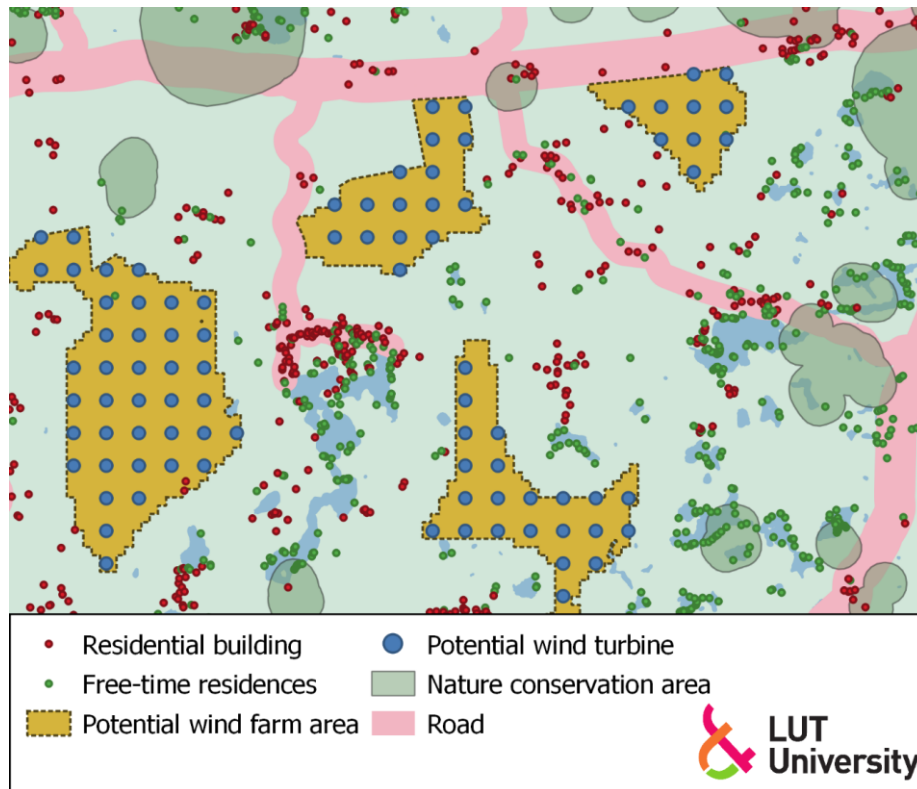 Residential building
Potential wind turbine
Free-time residences
Nature conservation area
Potential wind farm area
Road
LUT
University